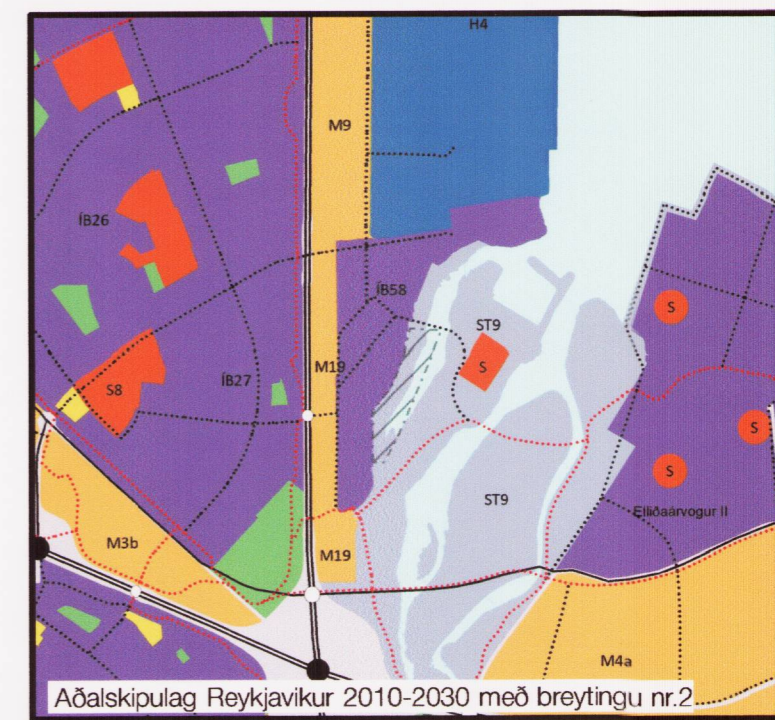 H4
M9
ÍB26
ÍB58
S
ST9
S
M19
ÍB27
S8
S
S
ST9
Elliðaárvogur II
M3b
M19
M4a
Aðalskipulag Reykjavikur 2010-2030 með breytingu nr.2